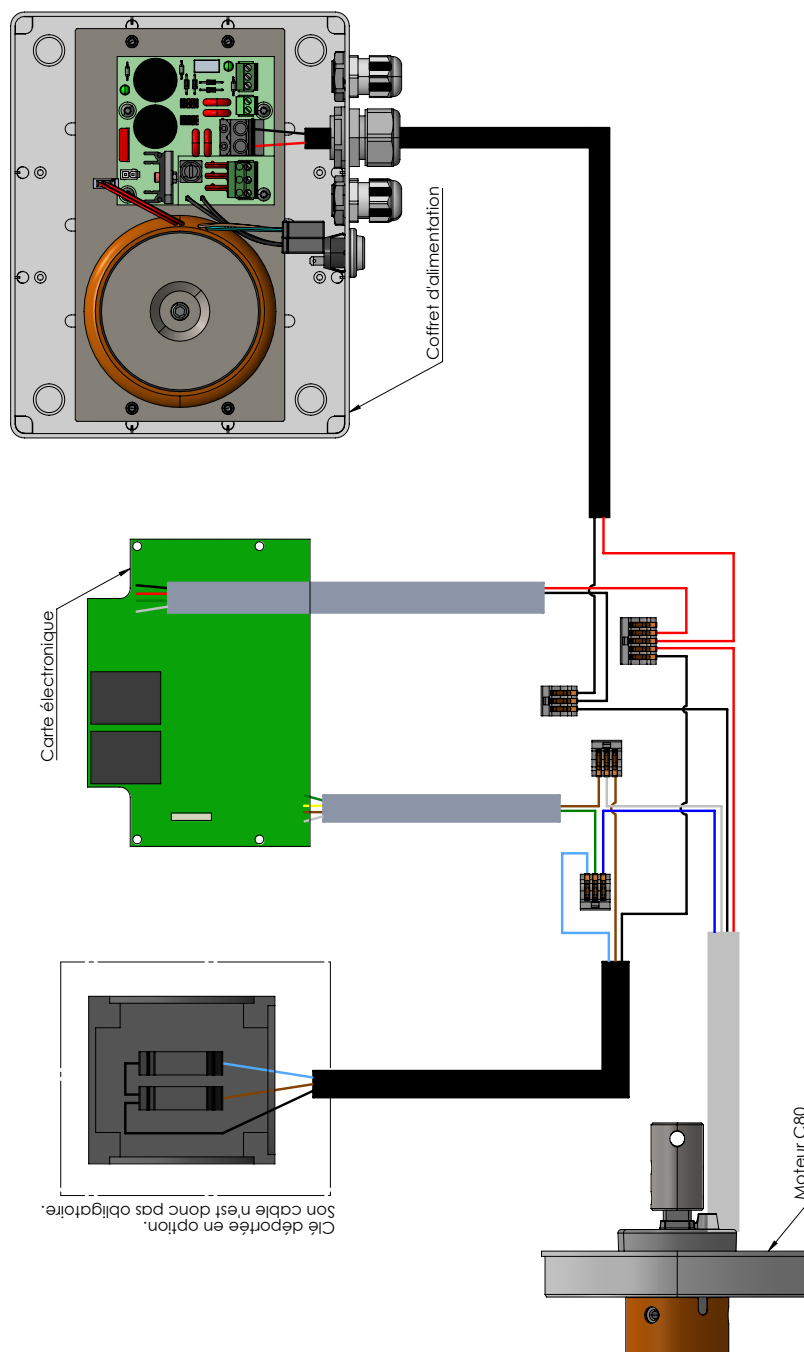 Coffret d'alimentation
Carte électronique
Clé déportée en option.
Son cable n'est donc pas obligatoire.
Moteur C80